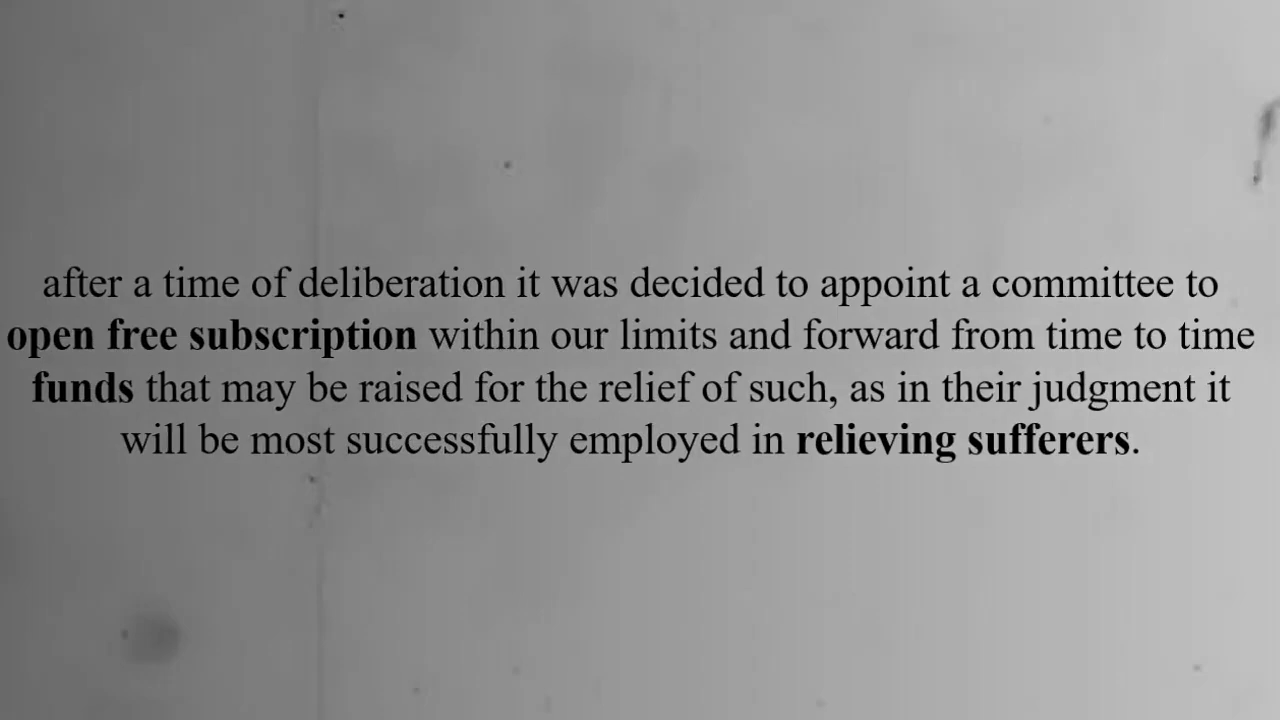 after a time of deliberation it was decided to appoint a committee to
open free subscription within our limits and forward from time to time
funds that may be raised for the relief of such, as in their judgment it
will be most successfully employed in relieving sufferers.